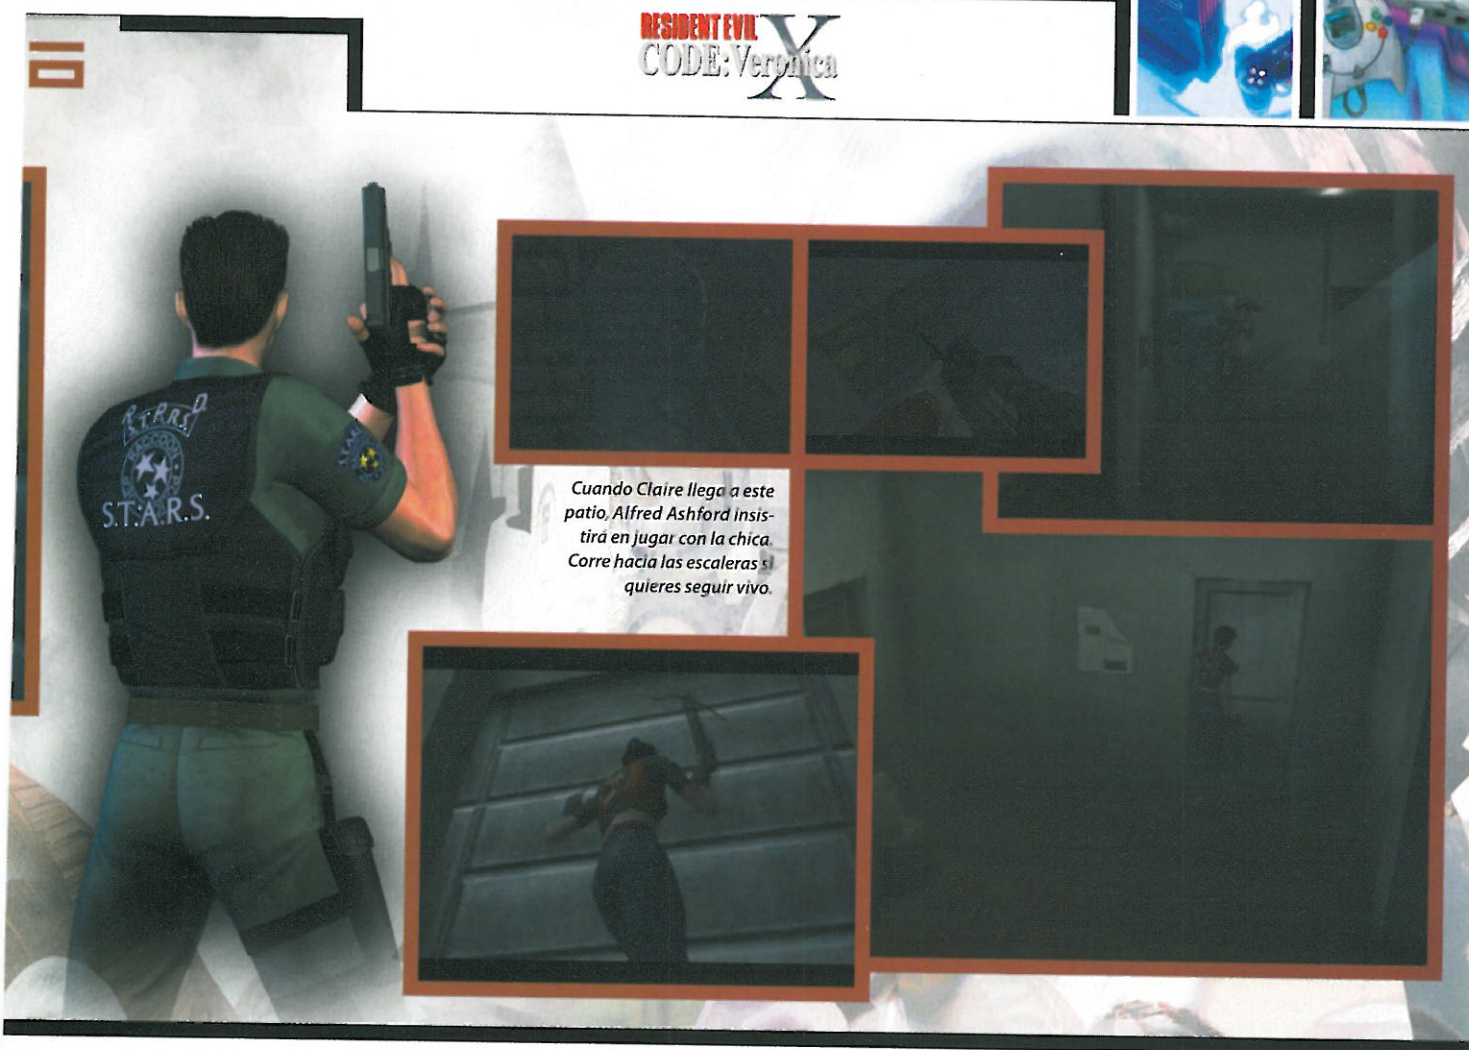 RESIDENT EVIL
CODE:Veronica
X
R.P.D.
S.T.A.R.S.
RACCOON
S.T.A.R.S.
S.T.A.R.S.
Cuando Claire llega a este
patio, Alfred Ashford insis-
tirá en jugar con la chica.
Corre hacia las escaleras si
quieres seguir vivo.